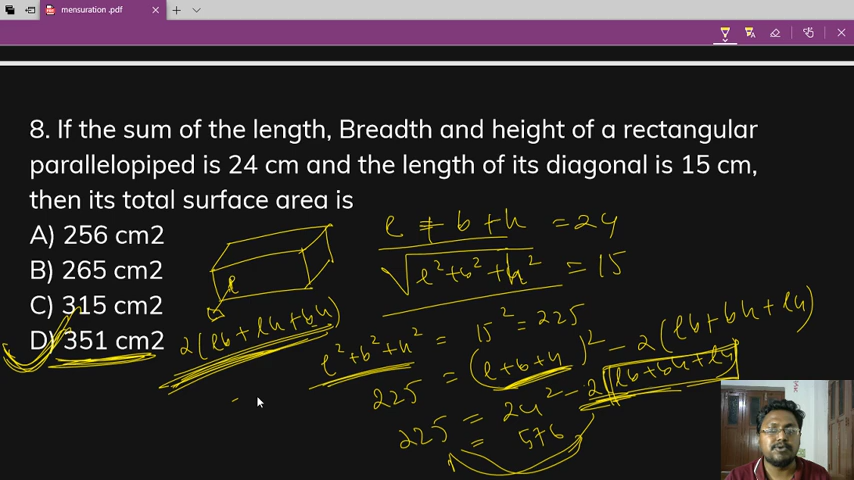 mensuration .pdf
8. If the sum of the length, Breadth and height of a rectangular
parallelopiped is 24 cm and the length of its diagonal is 15 cm,
then its total surface area is
A) 256 cm2
B) 265 cm2
C) 315 cm2
D) 351 cm2
l + b + h = 24
√l²+b²+h² = 15
l
2(lb+lh+bh)
l²+b²+h² = 15² = 225
225 = (l+b+h)² - 2(lb+bh+lh)
225 = 24² - 2(lb+bh+lh)
= 576